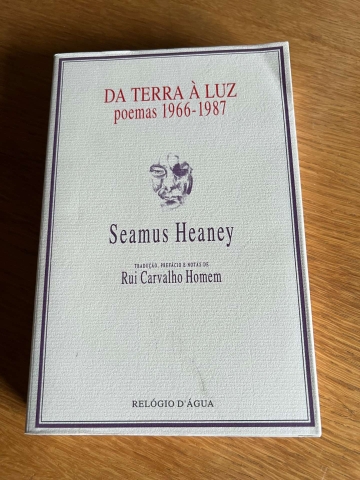 DA TERRA À LUZ
poemas 1966-1987
Seamus Heaney
TRADUÇÃO, PREFÁCIO E NOTAS DE
Rui Carvalho Homem
RELÓGIO D'ÁGUA